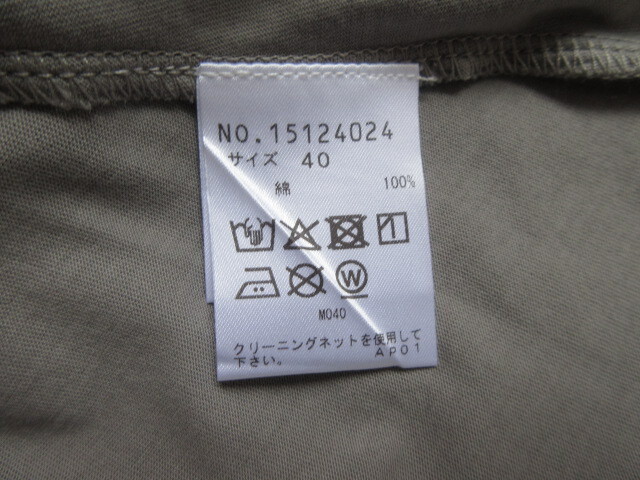 NO.15124024
サイズ 40
綿 100%
W
M040
クリーニングネットを使用して
下さい。 Ap01